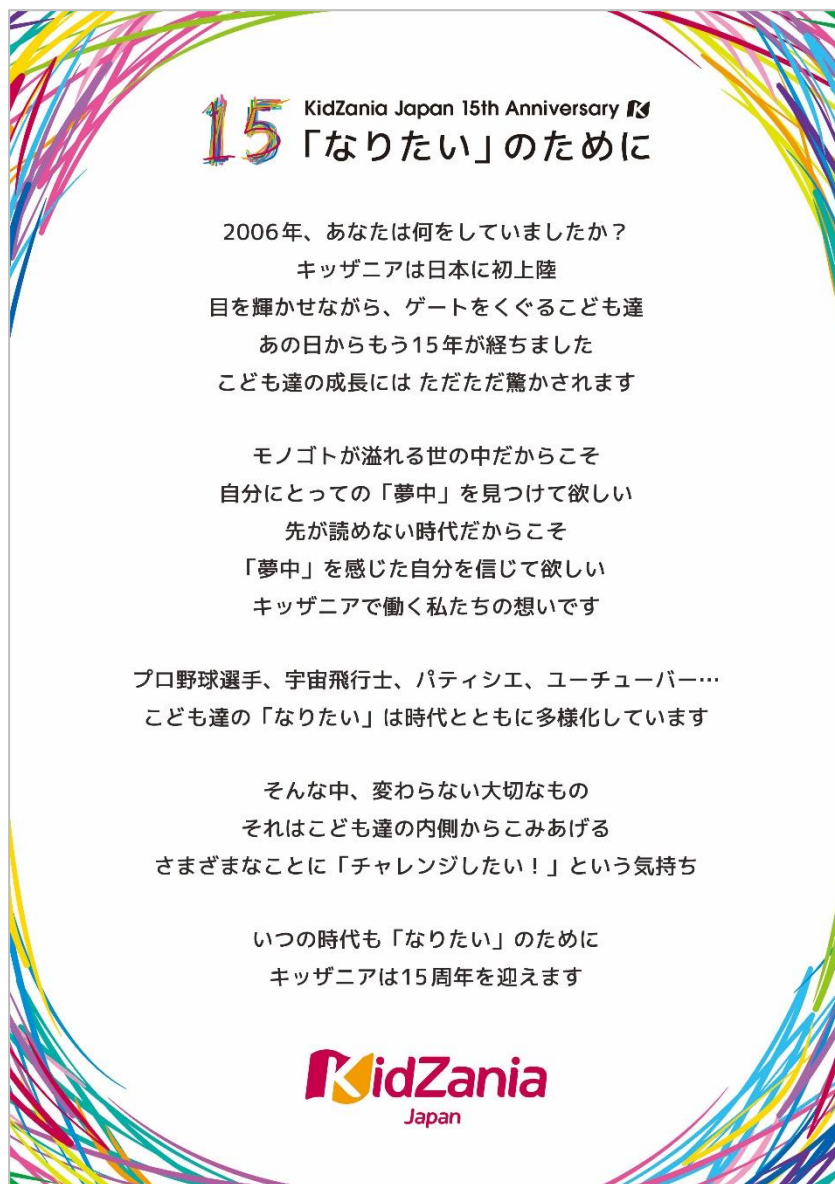 15 KidZania Japan 15th Anniversary
「なりたい」のために
2006年、あなたは何をしていましたか？
キッザニアは日本に初上陸
目を輝かせながら、ゲートをくぐるこども達
あの日からもう15年が経ちました
こども達の成長には ただただ驚かされます
モノゴトが溢れる世の中だからこそ
自分にとっての「夢中」を見つけて欲しい
先が読めない時代だからこそ
「夢中」を感じた自分を信じて欲しい
キッザニアで働く私たちの想いです
プロ野球選手、宇宙飛行士、パティシエ、ユーチューバー…
こども達の「なりたい」は時代とともに多様化しています
そんな中、変わらない大切なもの
それはこども達の内側からこみあげる
さまざまなことに「チャレンジしたい！」という気持ち
いつの時代も「なりたい」のために
キッザニアは15周年を迎えます
KidZania
Japan